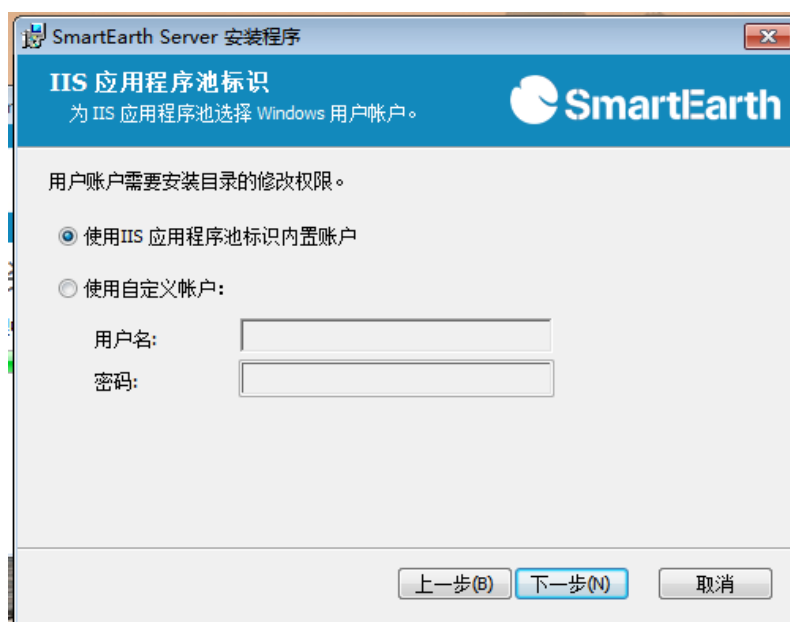 SmartEarth Server 安装程序
IIS 应用程序池标识
为 IIS 应用程序池选择 Windows 用户帐户。
SmartEarth
用户账户需要安装目录的修改权限。
使用IIS 应用程序池标识内置账户
使用自定义帐户:
用户名:
密码:
上一步(B) 下一步(N) 取消